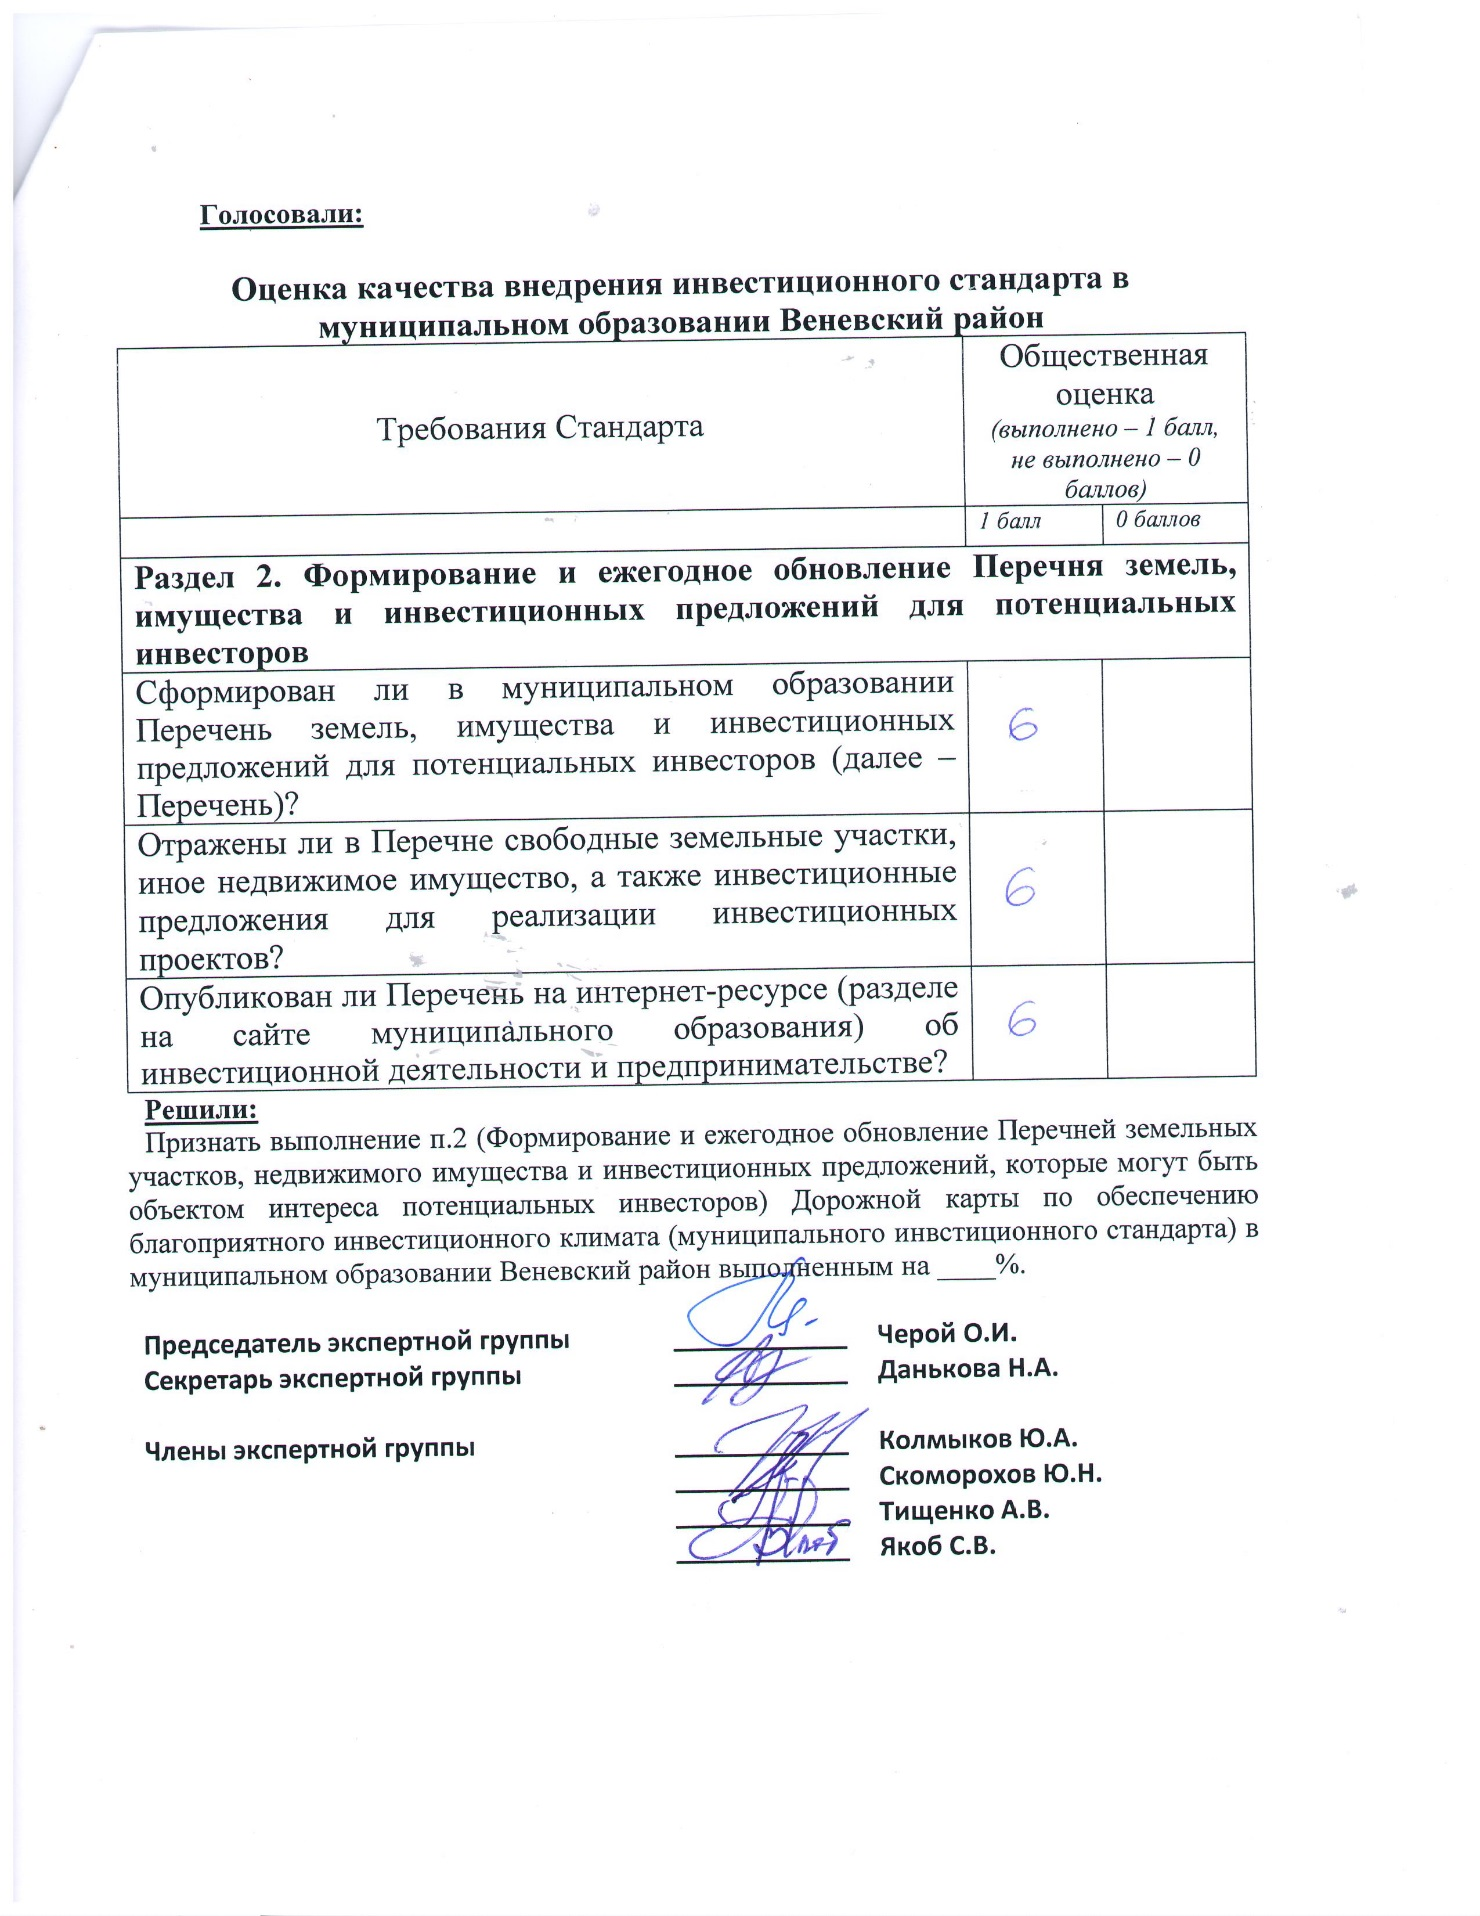 Голосовали:
Оценка качества внедрения инвестиционного стандарта в
муниципальном образовании Веневский район
Требования Стандарта
Общественная
оценка
(выполнено – 1 балл,
не выполнено – 0
баллов)
1 балл
0 баллов
Раздел 2. Формирование и ежегодное обновление Перечня земель,
имущества и инвестиционных предложений для потенциальных
инвесторов
Сформирован ли в муниципальном образовании
Перечень земель, имущества и инвестиционных
предложений для потенциальных инвесторов (далее –
Перечень)?
6
Отражены ли в Перечне свободные земельные участки,
иное недвижимое имущество, а также инвестиционные
предложения для реализации инвестиционных
проектов?
6
Опубликован ли Перечень на интернет-ресурсе (разделе
на сайте муниципального образования) об
инвестиционной деятельности и предпринимательстве?
6
Решили:
Признать выполнение п.2 (Формирование и ежегодное обновление Перечней земельных
участков, недвижимого имущества и инвестиционных предложений, которые могут быть
объектом интереса потенциальных инвесторов) Дорожной карты по обеспечению
благоприятного инвестиционного климата (муниципального инвстиционного стандарта) в
муниципальном образовании Веневский район выполненным на ____%.
Председатель экспертной группы ____________ Черой О.И.
Секретарь экспертной группы ____________ Данькова Н.А.
Члены экспертной группы ____________ Колмыков Ю.А.
____________ Скоморохов Ю.Н.
____________ Тищенко А.В.
____________ Якоб С.В.